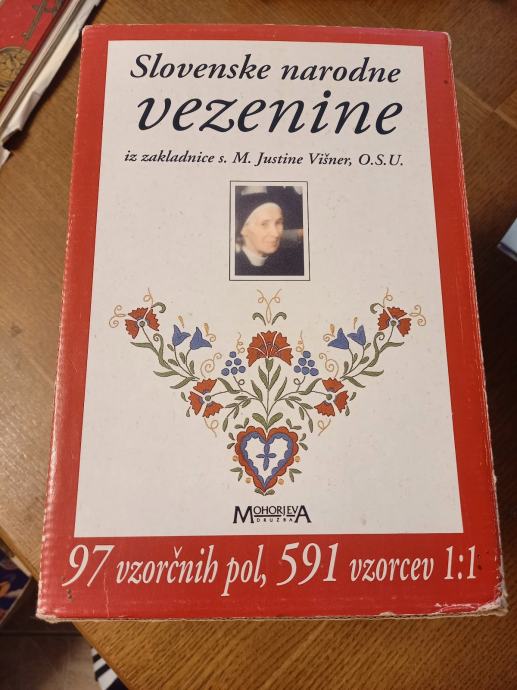 Slovenske narodne
vezenine
iz zakladnice s. M. Justine Višner, O.S.U.
MOHORJEVA
DRUŽBA
97 vzorčnih pol, 591 vzorcev 1:1